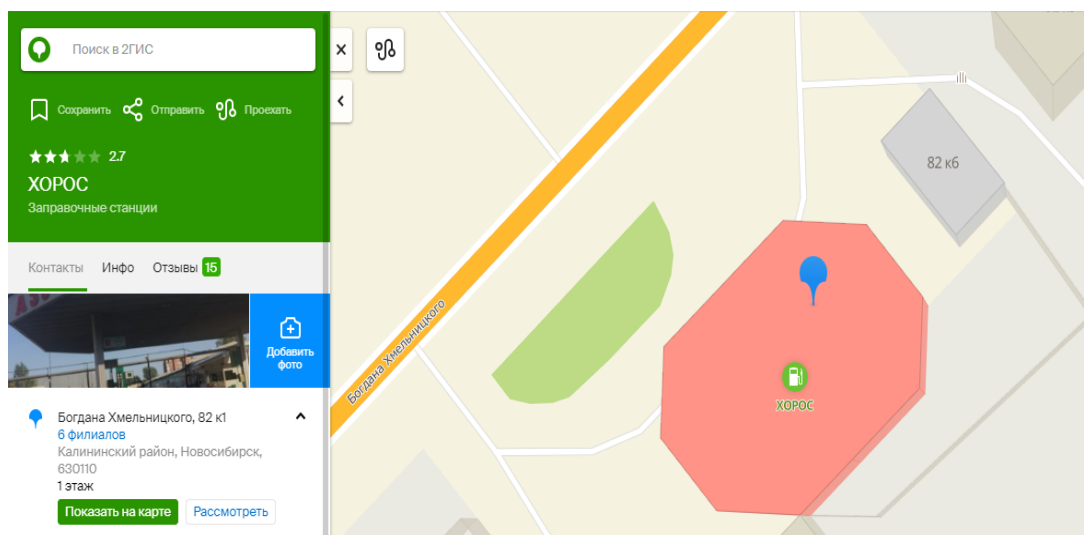 Поиск в 2ГИС
Сохранить
Отправить
Проехать
2.7
ХОРОС
Заправочные станции
Контакты
Инфо
Отзывы 15
Добавить
фото
Богдана Хмельницкого, 82 к1
6 филиалов
Калининский район, Новосибирск,
630110
1 этаж
Показать на карте
Рассмотреть
Богдана Хмельницкого
82 к6
ХОРОС